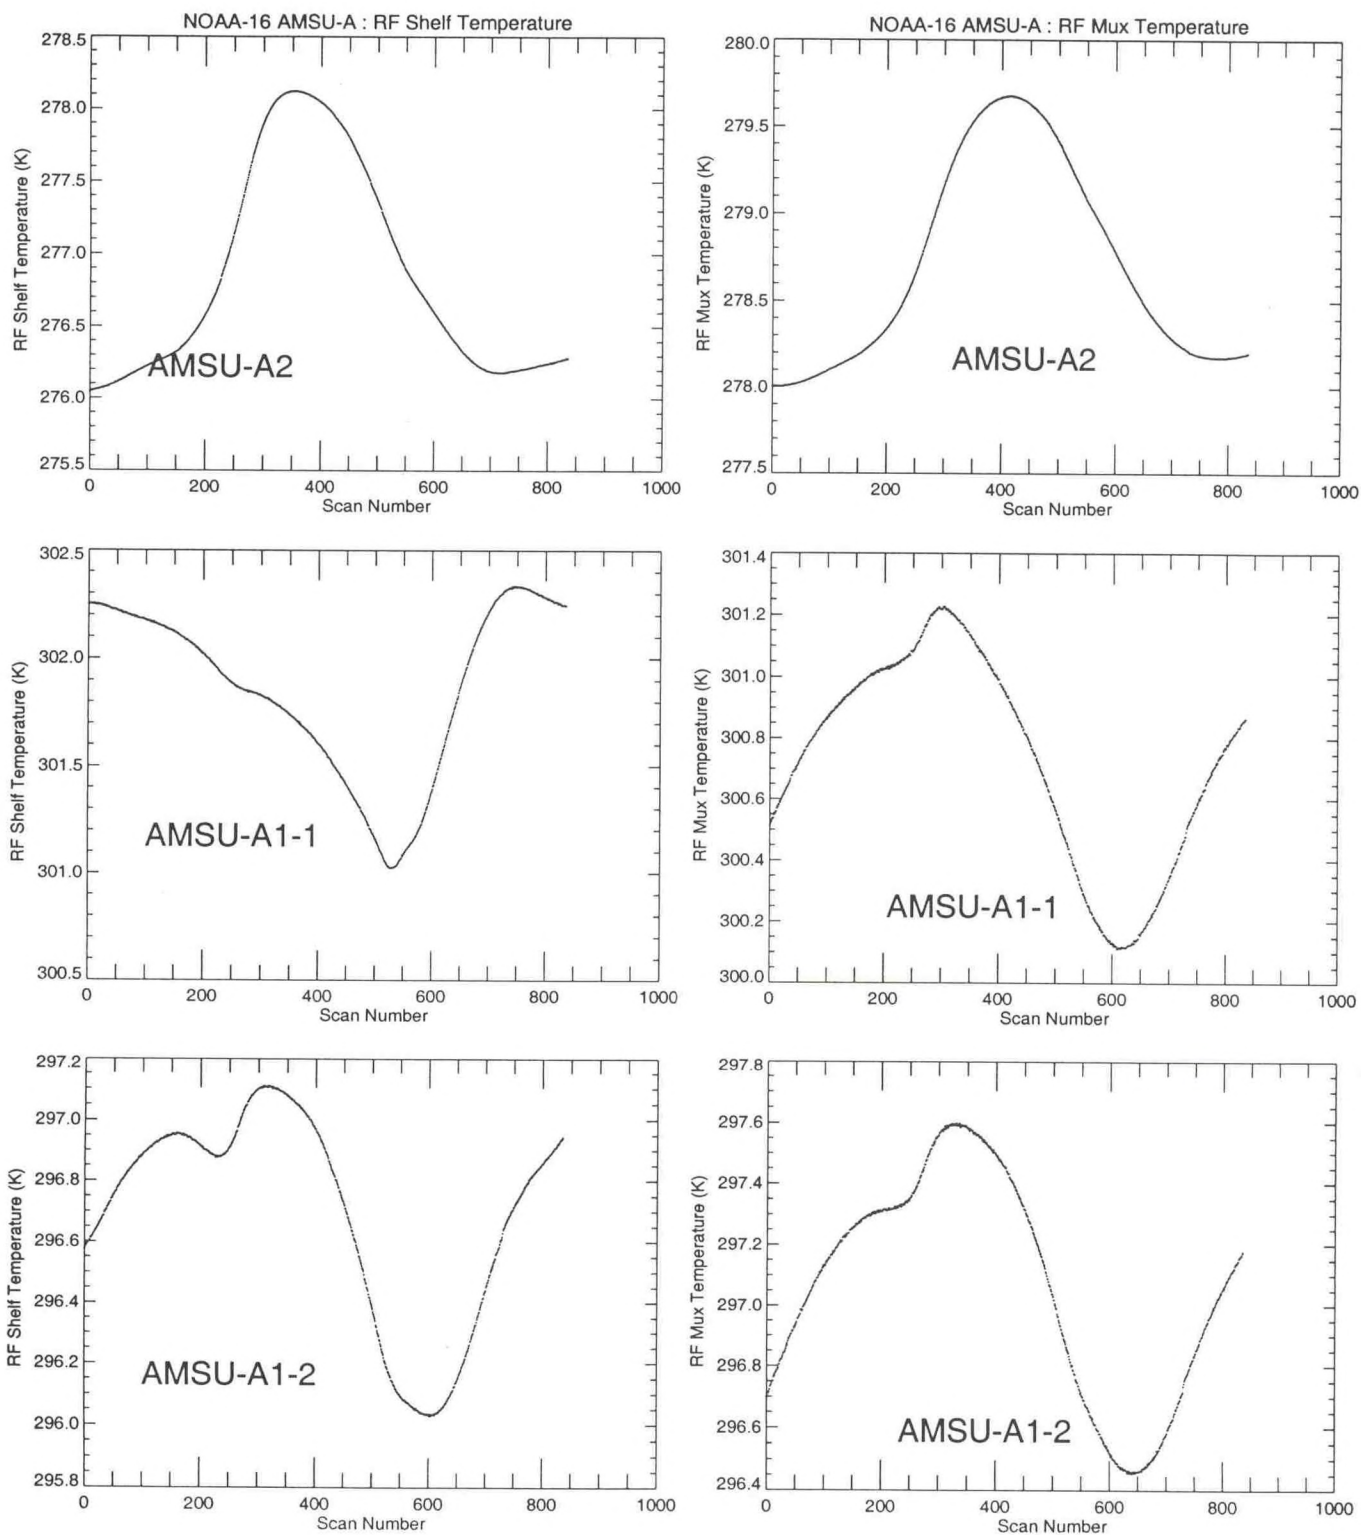 NOAA-16 AMSU-A : RF Shelf Temperature
278.5
278.0
277.5
277.0
276.5
276.0
275.5
RF Shelf Temperature (K)
AMSU-A2
0 200 400 600 800 1000
Scan Number
NOAA-16 AMSU-A : RF Mux Temperature
280.0
279.5
279.0
278.5
278.0
277.5
RF Mux Temperature (K)
AMSU-A2
0 200 400 600 800 1000
Scan Number
302.5
302.0
301.5
301.0
300.5
RF Shelf Temperature (K)
AMSU-A1-1
0 200 400 600 800 1000
Scan Number
301.4
301.2
301.0
300.8
300.6
300.4
300.2
300.0
RF Mux Temperature (K)
AMSU-A1-1
0 200 400 600 800 1000
Scan Number
297.2
297.0
296.8
296.6
296.4
296.2
296.0
295.8
RF Shelf Temperature (K)
AMSU-A1-2
0 200 400 600 800 1000
Scan Number
297.8
297.6
297.4
297.2
297.0
296.8
296.6
296.4
RF Mux Temperature (K)
AMSU-A1-2
0 200 400 600 800 1000
Scan Number